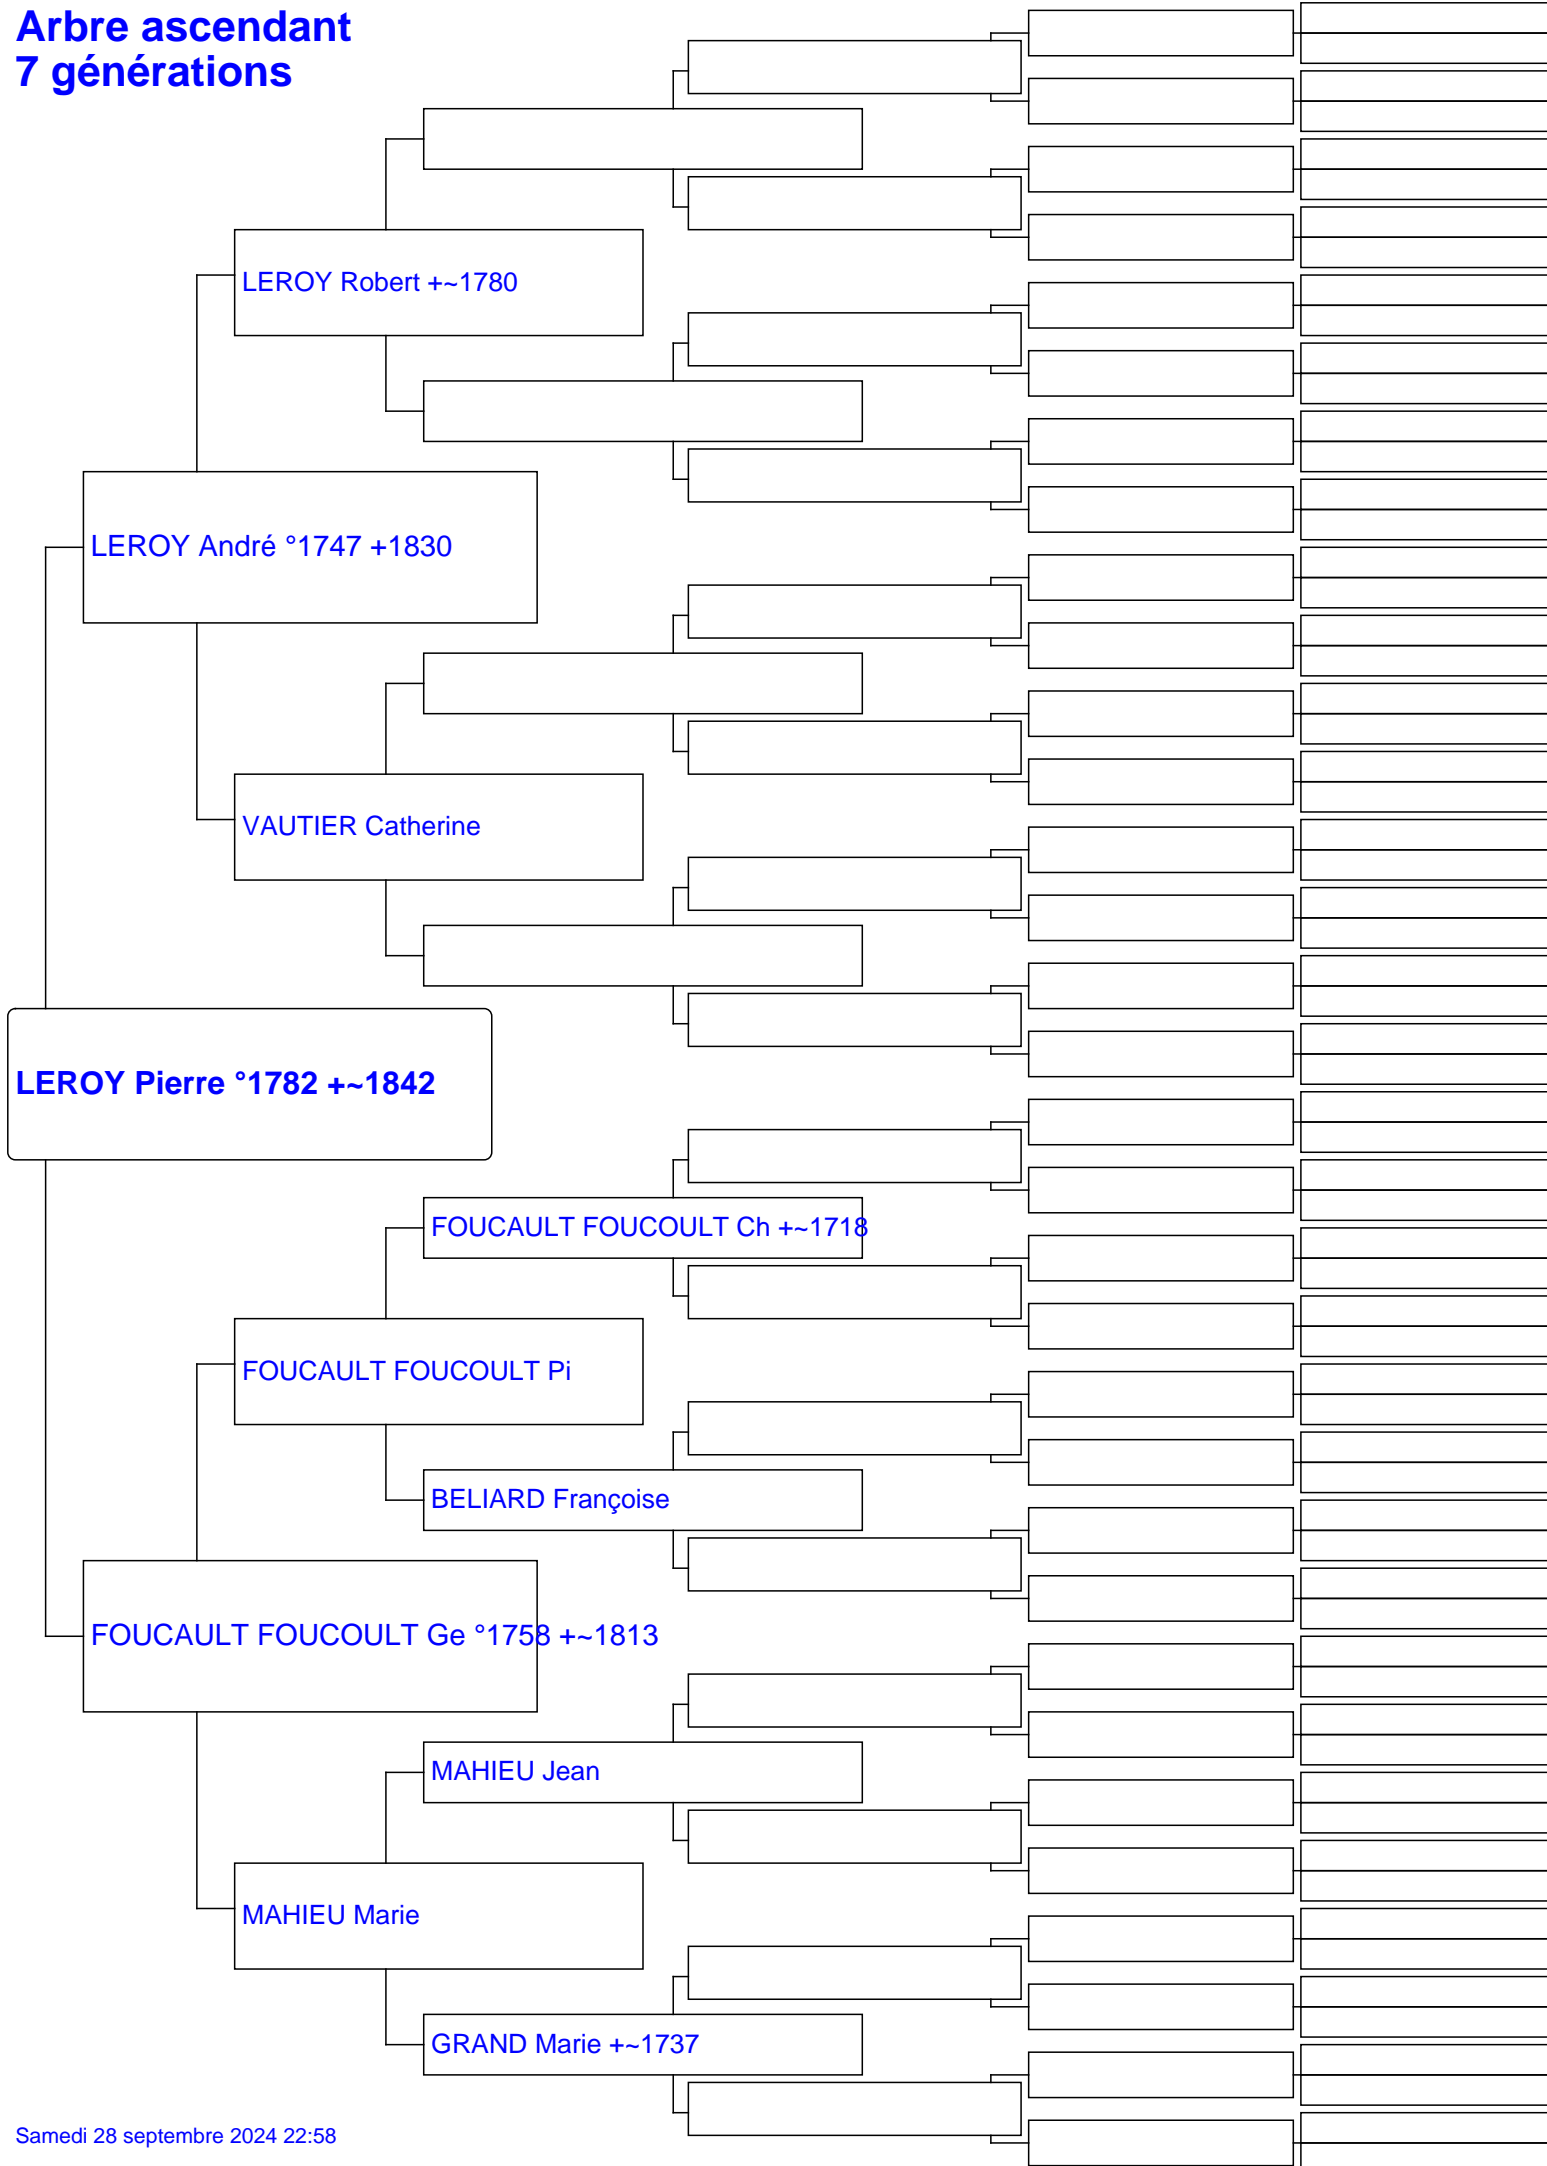 Arbre ascendant
7 générations
LEROY Robert +~1780
LEROY André °1747 +1830
VAUTIER Catherine
LEROY Pierre °1782 +~1842
FOUCAULT FOUCOULT Ch +~1718
FOUCAULT FOUCOULT Pi
BELIARD Françoise
FOUCAULT FOUCOULT Ge °1758 +~1813
MAHIEU Jean
MAHIEU Marie
GRAND Marie +~1737
Samedi 28 septembre 2024 22:58